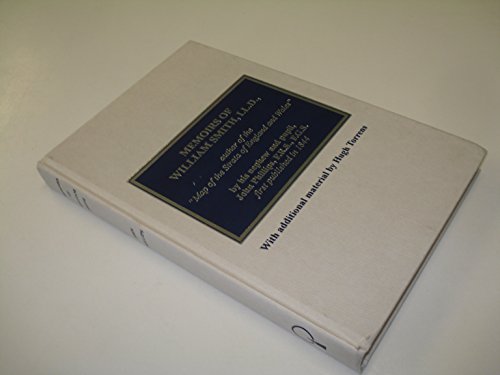 MEMOIRS OF
WILLIAM SMITH, LL.D.,
author of the
"Map of the Strata of England and Wales"
by his nephew and pupil,
John Phillips, F.R.S., F.G.S.
first published in 1844
With additional material by Hugh Torrens